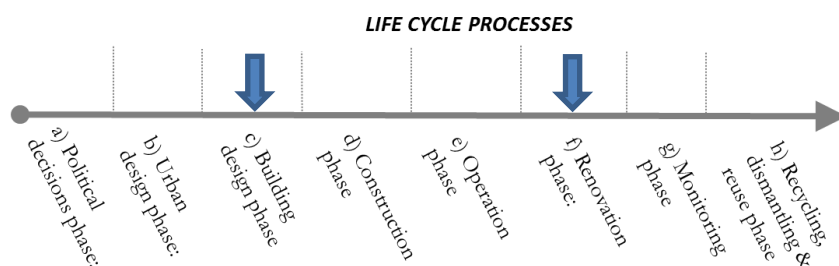 LIFE CYCLE PROCESSES
a) Political
decisions phase:
b) Urban
design phase:
c) Building
design phase
d) Construction
phase
e) Operation
phase
f) Renovation
phase:
g) Monitoring
phase
h) Recycling,
dismantling &
reuse phase